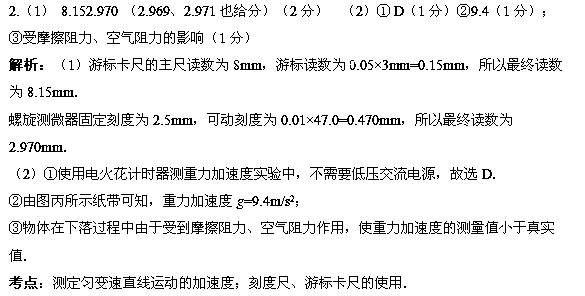 2.（1） 8.152.970 （2.969、2.971也给分）（2分） （2）①D（1分）②9.4（1分）；
③受摩擦阻力、空气阻力的影响（1分）
解析：（1）游标卡尺的主尺读数为8mm，游标读数为0.05×3mm=0.15mm，所以最终读数
为8.15mm.
螺旋测微器固定刻度为2.5mm，可动刻度为0.01×47.0=0.470mm，所以最终读数为
2.970mm.
（2）①使用电火花计时器测重力加速度实验中，不需要低压交流电源，故选D.
②由图丙所示纸带可知，重力加速度g=9.4m/s²；
③物体在下落过程中由于受到摩擦阻力、空气阻力作用，使重力加速度的测量值小于真实
值.
考点：测定匀变速直线运动的加速度；刻度尺、游标卡尺的使用.